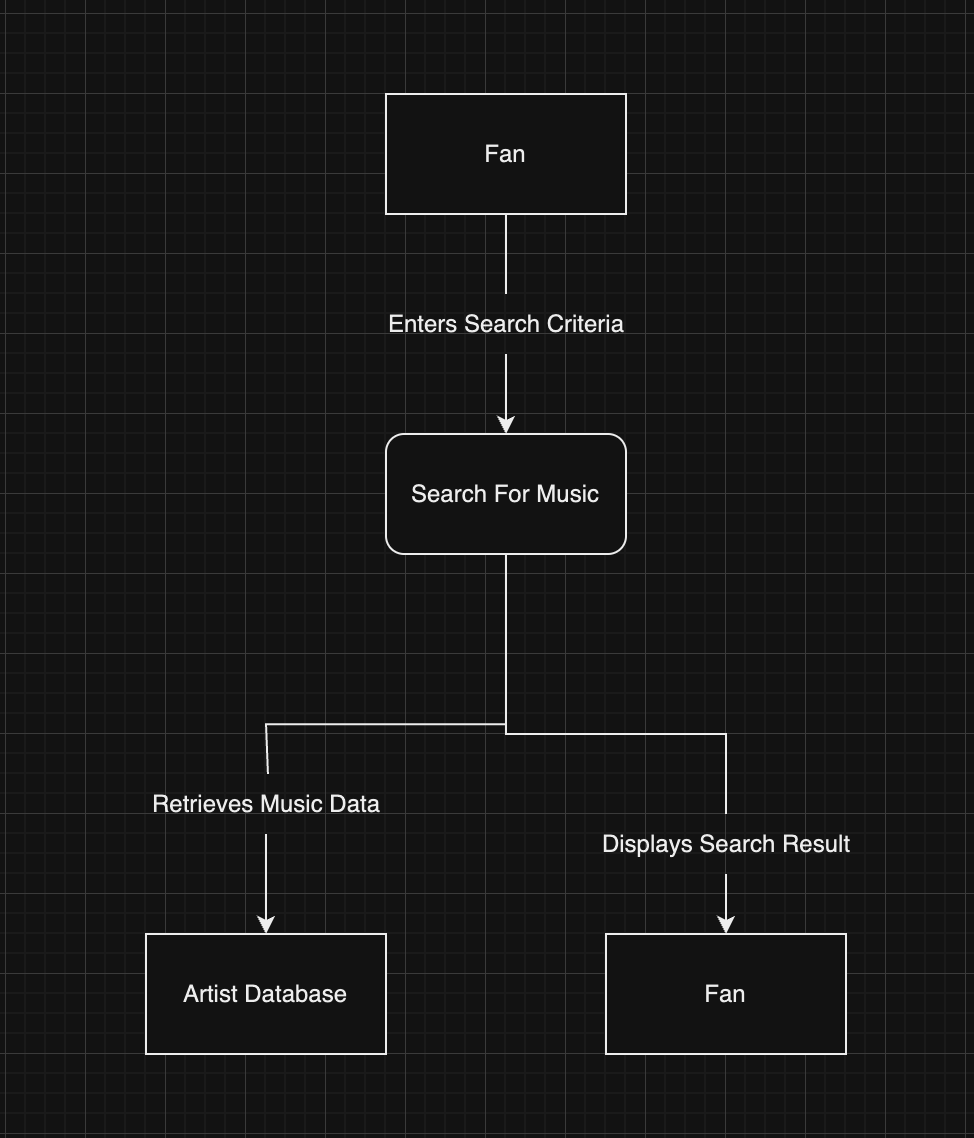 Fan
Enters Search Criteria
Search For Music
Retrieves Music Data
Displays Search Result
Artist Database
Fan